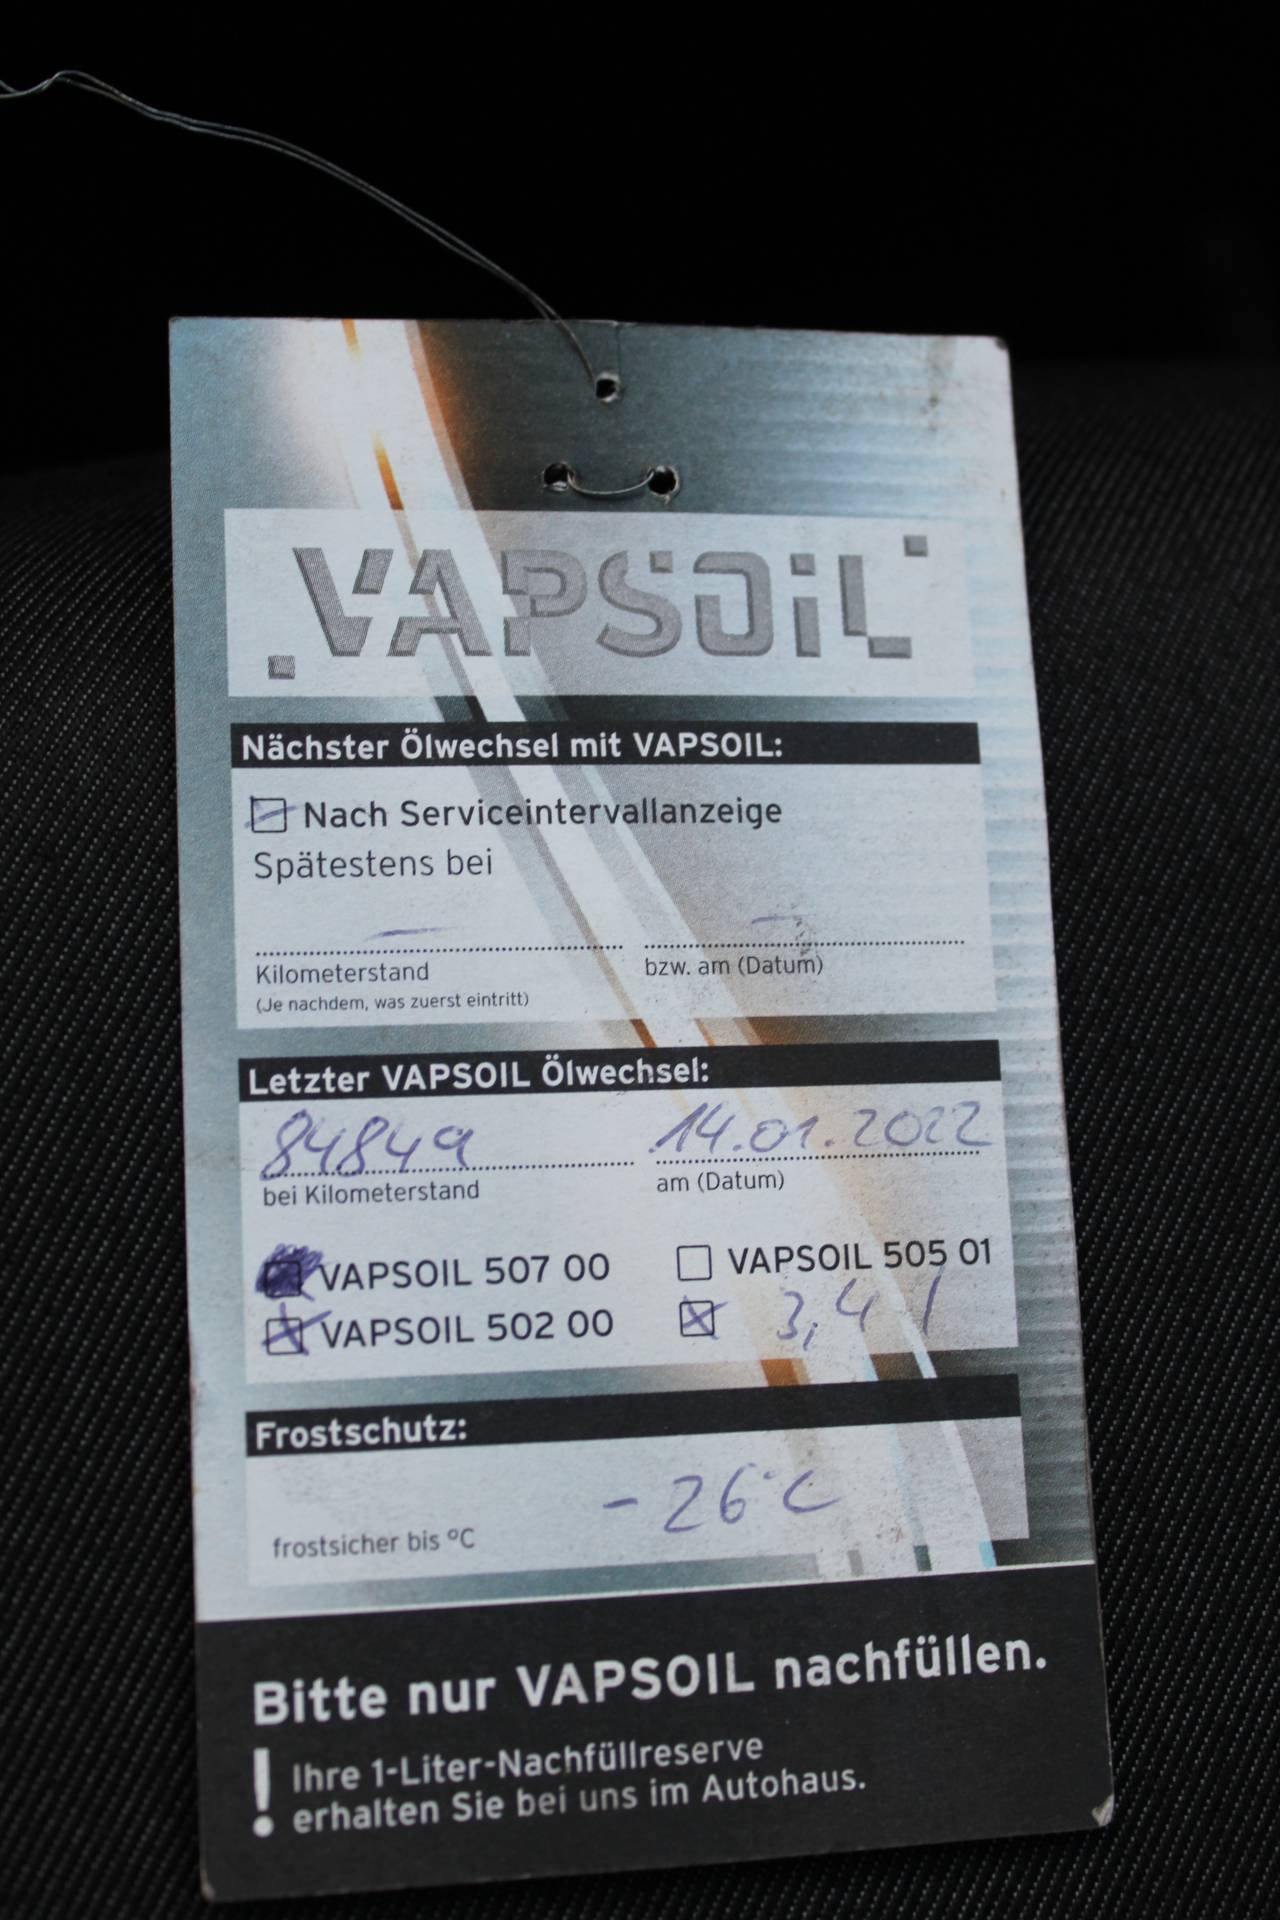 VAPSOIL
Nächster Ölwechsel mit VAPSOIL:
Nach Serviceintervallanzeige
Spätestens bei
– –
Kilometerstand bzw. am (Datum)
(Je nachdem, was zuerst eintritt)
Letzter VAPSOIL Ölwechsel:
84849 14.01.2022
bei Kilometerstand am (Datum)
VAPSOIL 507 00 VAPSOIL 505 01
VAPSOIL 502 00 3,4 l
Frostschutz:
frostsicher bis °C -26°C
Bitte nur VAPSOIL nachfüllen.
! Ihre 1-Liter-Nachfüllreserve
erhalten Sie bei uns im Autohaus.